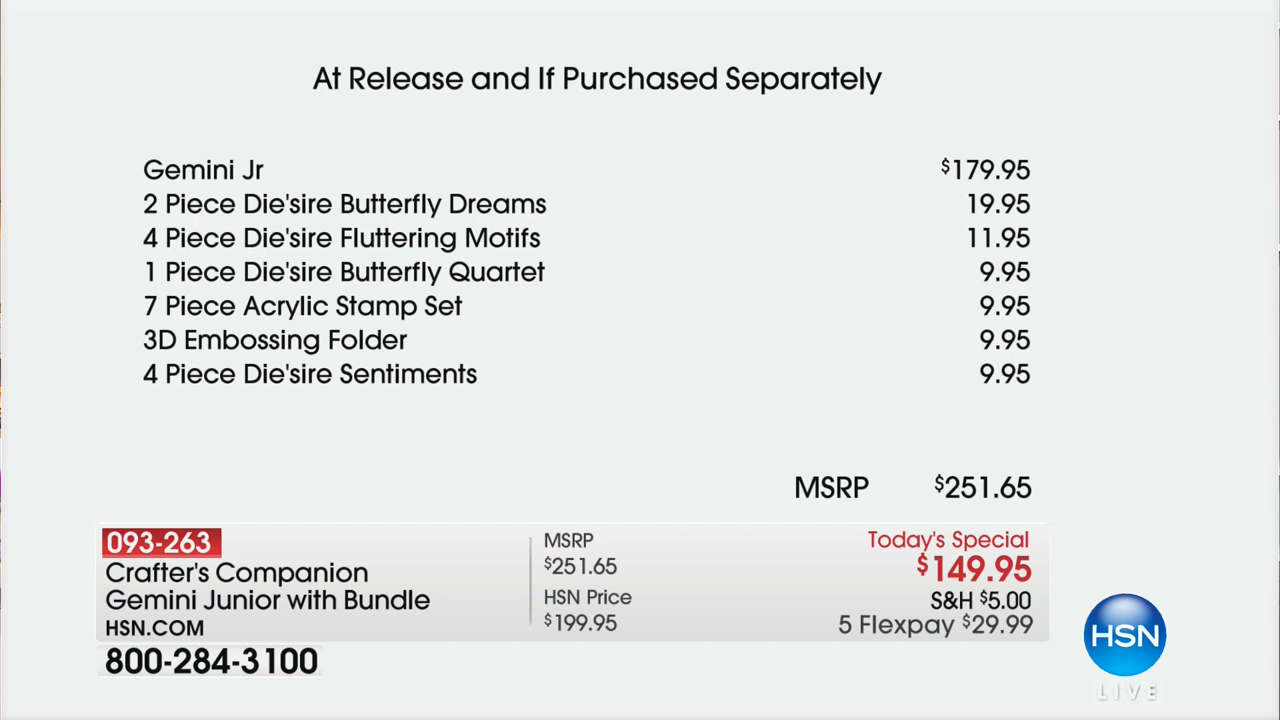 At Release and If Purchased Separately
Gemini Jr $179.95
2 Piece Die'sire Butterfly Dreams 19.95
4 Piece Die'sire Fluttering Motifs 11.95
1 Piece Die'sire Butterfly Quartet 9.95
7 Piece Acrylic Stamp Set 9.95
3D Embossing Folder 9.95
4 Piece Die'sire Sentiments 9.95
MSRP $251.65
093-263
Crafter's Companion
Gemini Junior with Bundle
HSN.COM
800-284-3100
MSRP
$251.65
HSN Price
$199.95
Today's Special
$149.95
S&H $5.00
5 Flexpay $29.99
HSN
LIVE